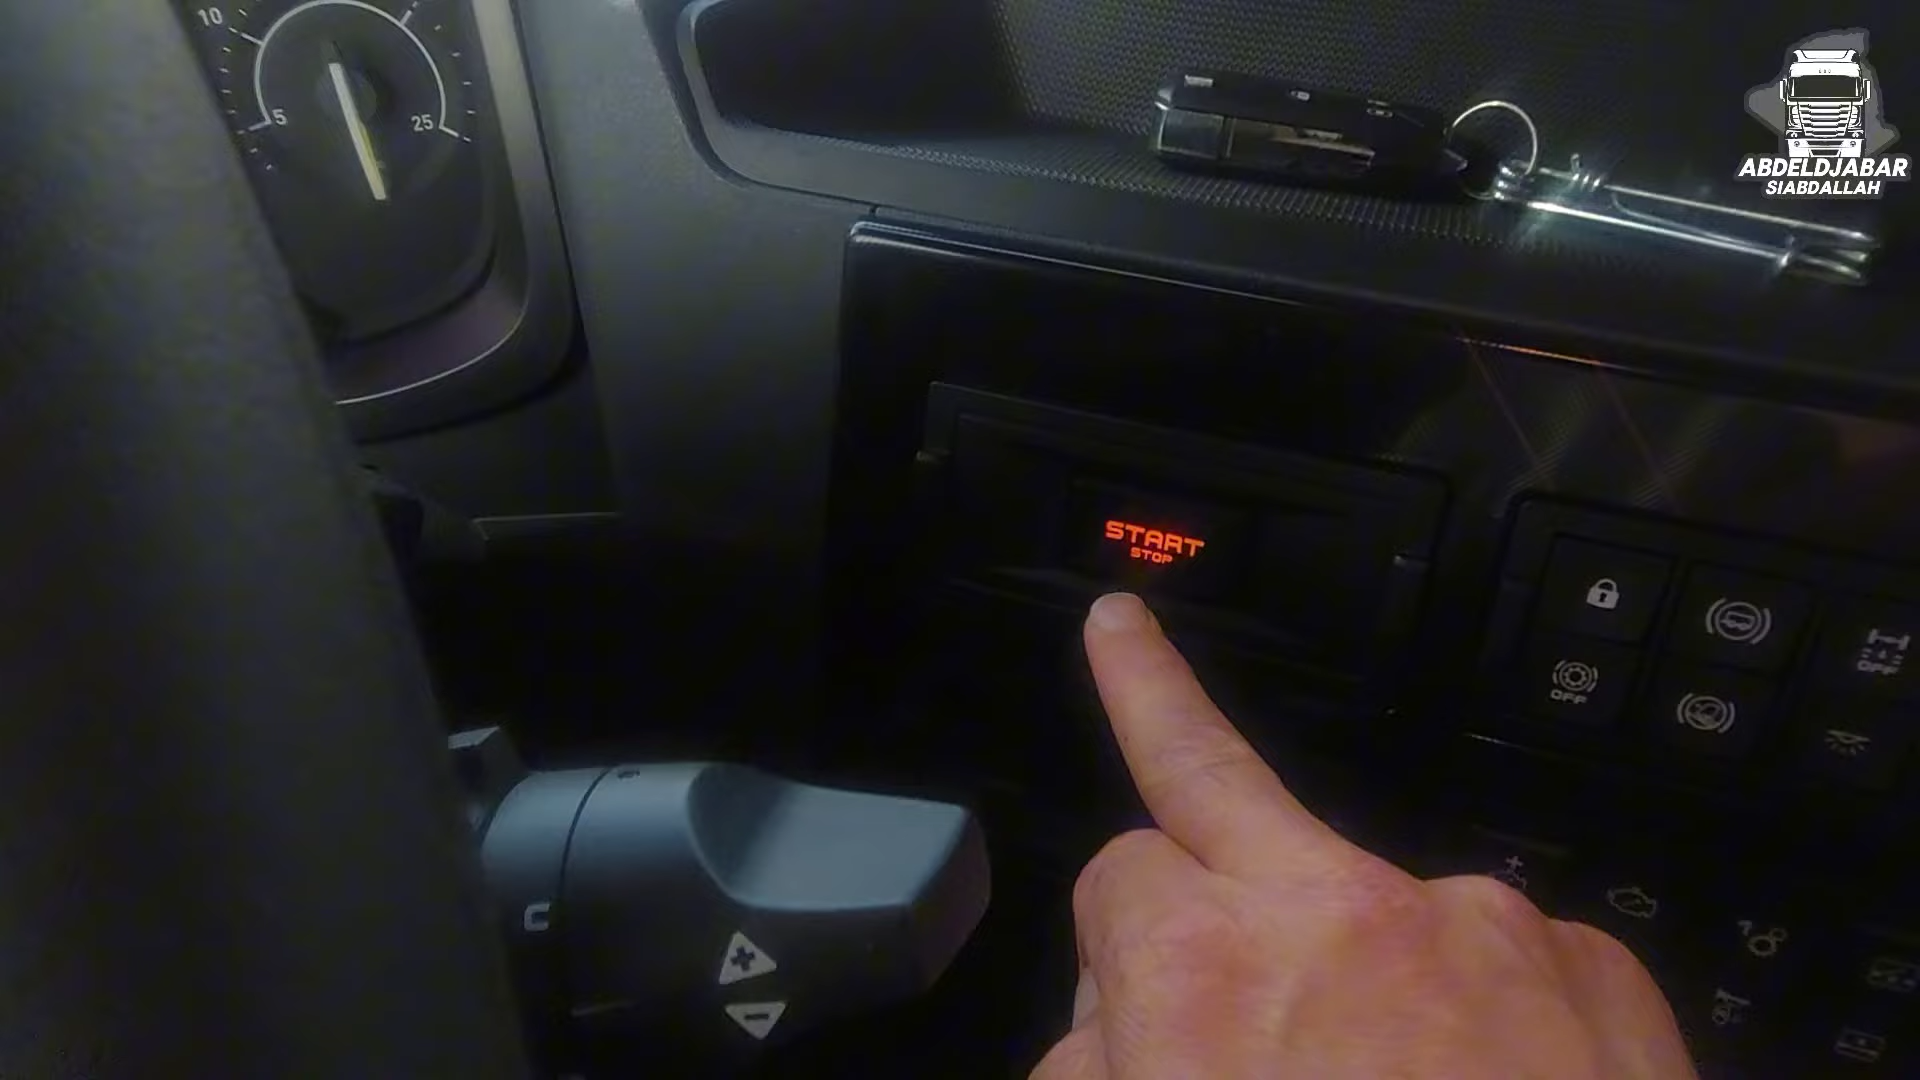 10
5
25
ABDELDJABAR
SIABDALLAH
START
STOP
OFF
OFF
C
+
-